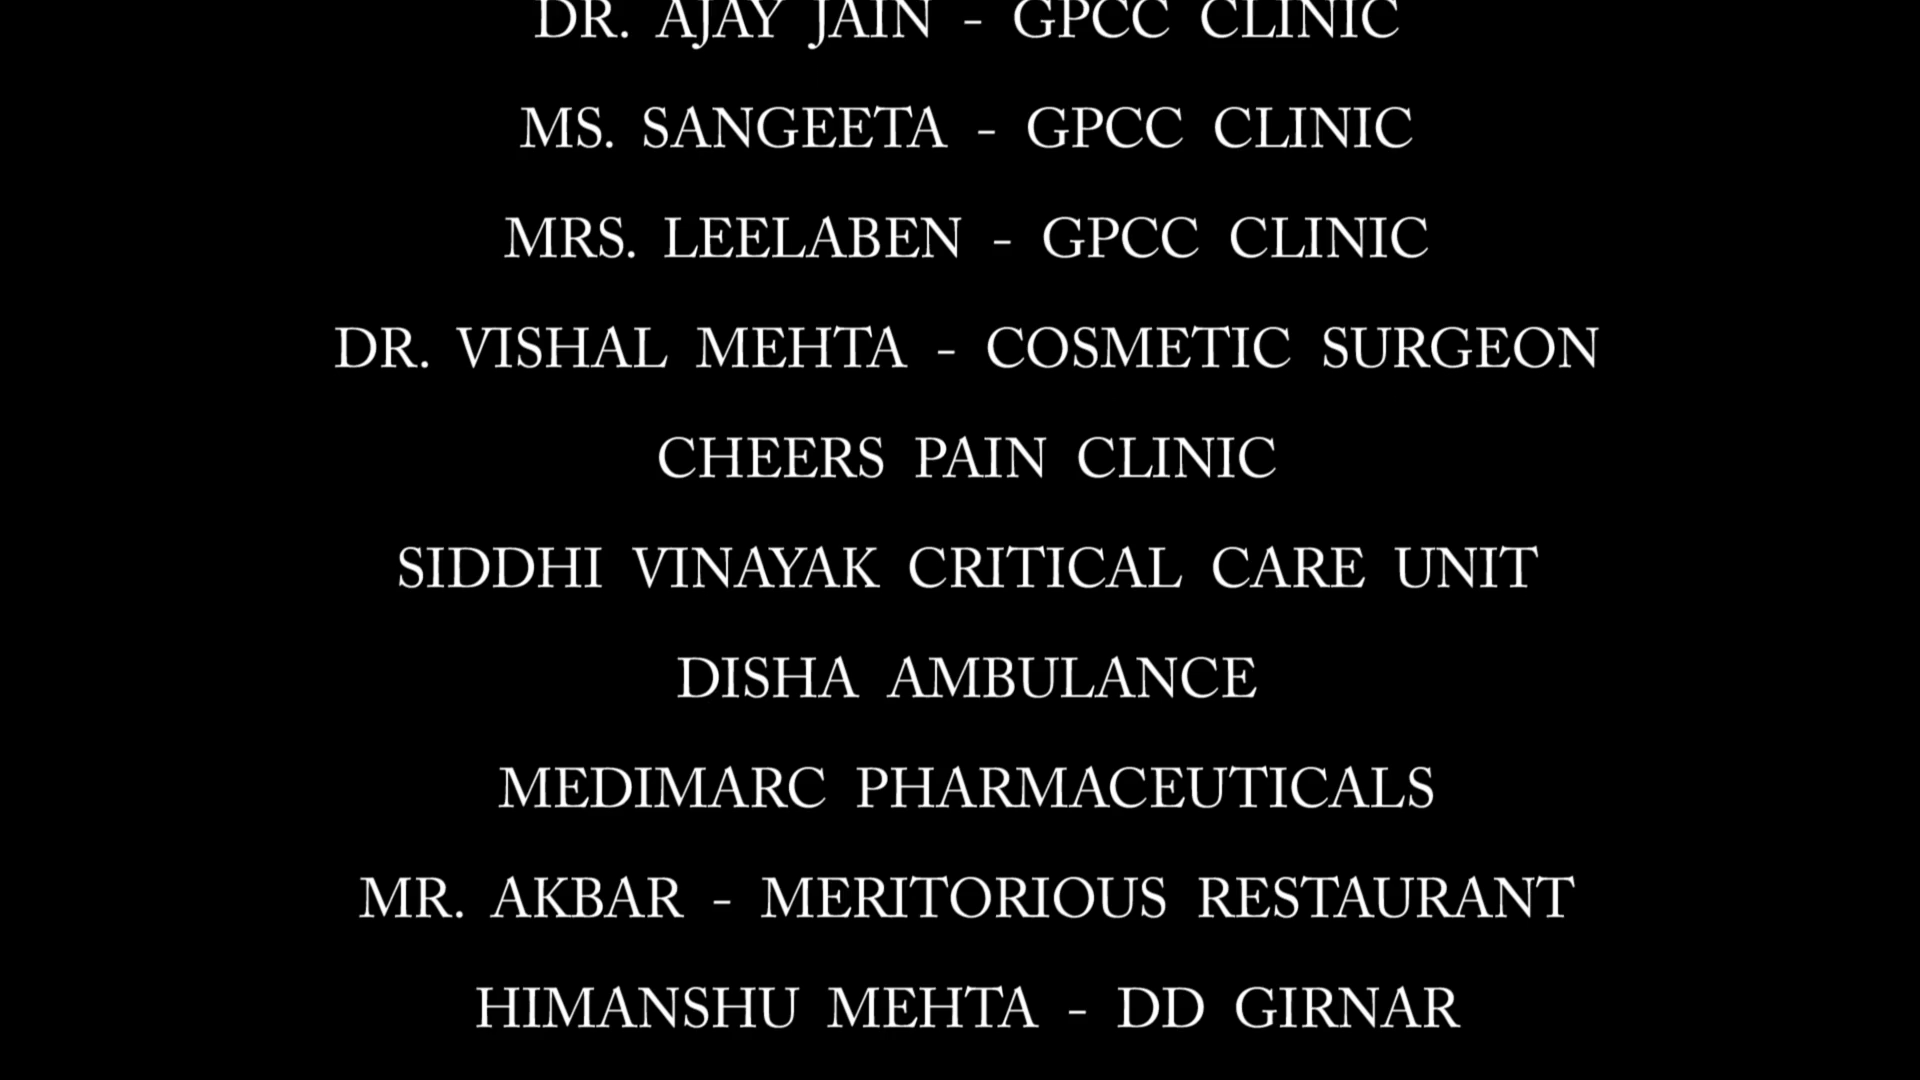 DR. AJAY JAIN - GPCC CLINIC
MS. SANGEETA - GPCC CLINIC
MRS. LEELABEN - GPCC CLINIC
DR. VISHAL MEHTA - COSMETIC SURGEON
CHEERS PAIN CLINIC
SIDDHI VINAYAK CRITICAL CARE UNIT
DISHA AMBULANCE
MEDIMARC PHARMACEUTICALS
MR. AKBAR - MERITORIOUS RESTAURANT
HIMANSHU MEHTA - DD GIRNAR